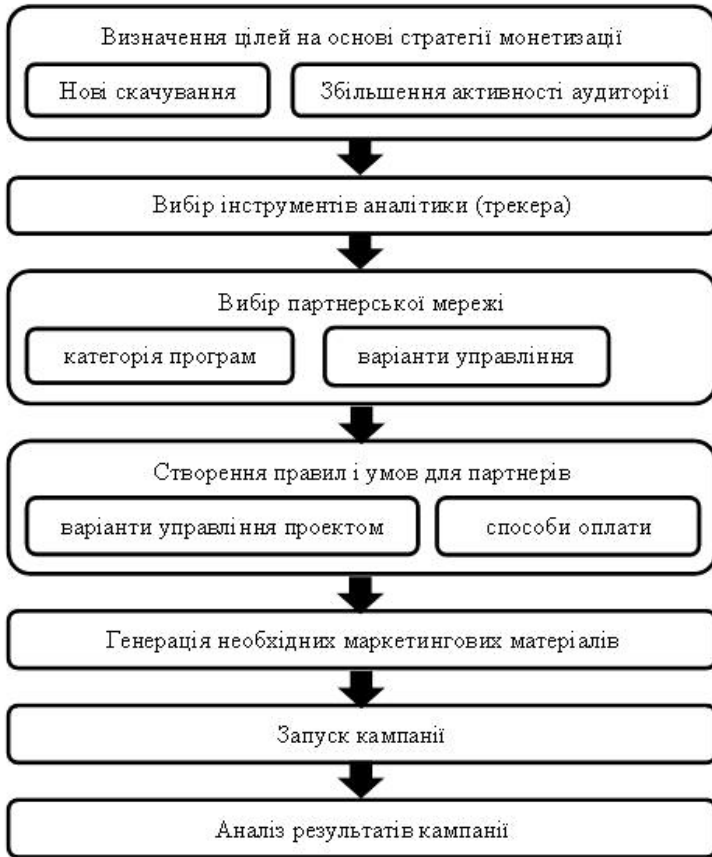 Визначення цілей на основі стратегії монетизації
Нові скачування
Збільшення активності аудиторії
Вибір інструментів аналітики (трекера)
Вибір партнерської мережі
категорія програм
варіанти управління
Створення правил і умов для партнерів
варіанти управління проектом
способи оплати
Генерація необхідних маркетингових матеріалів
Запуск кампанії
Аналіз результатів кампанії